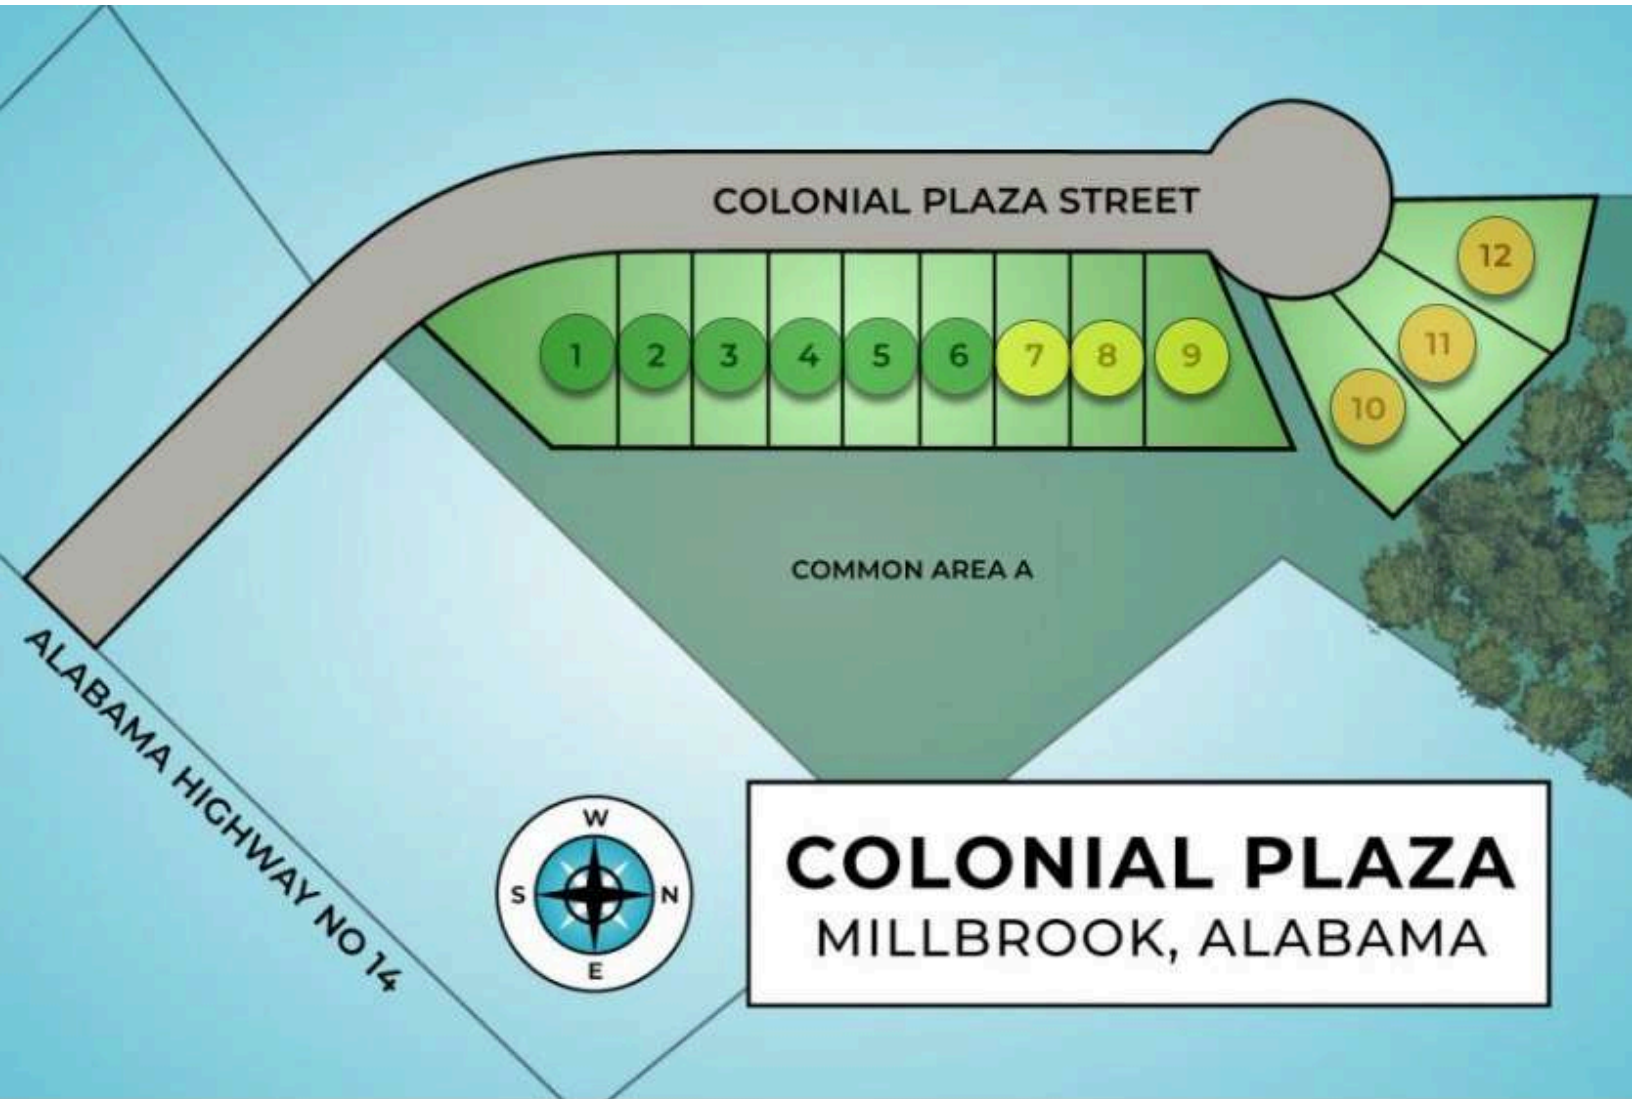 COLONIAL PLAZA STREET
12
11
10
1 2 3 4 5 6 7 8 9
COMMON AREA A
ALABAMA HIGHWAY NO 14
W
S N
E
COLONIAL PLAZA
MILLBROOK, ALABAMA